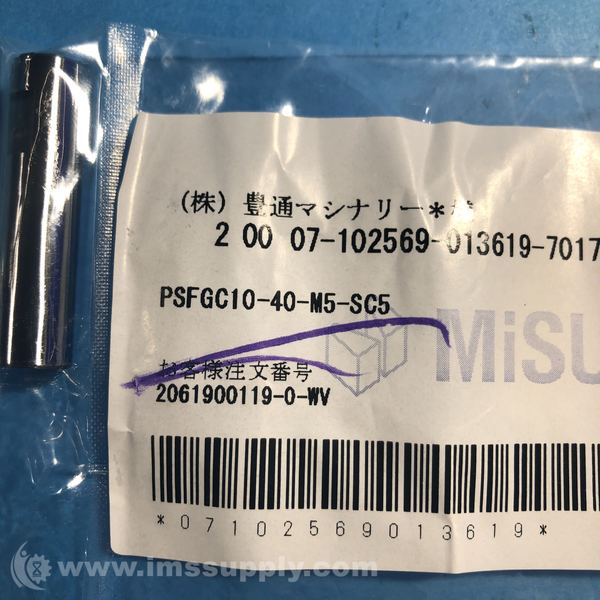 (株) 豊通マシナリー*様
2 00 07-102569-013619-7017
PSFGC10-40-M5-SC5
MiSU
お客様注文番号
2061900119-0-WV
*07102569013619*
www.imssupply.com